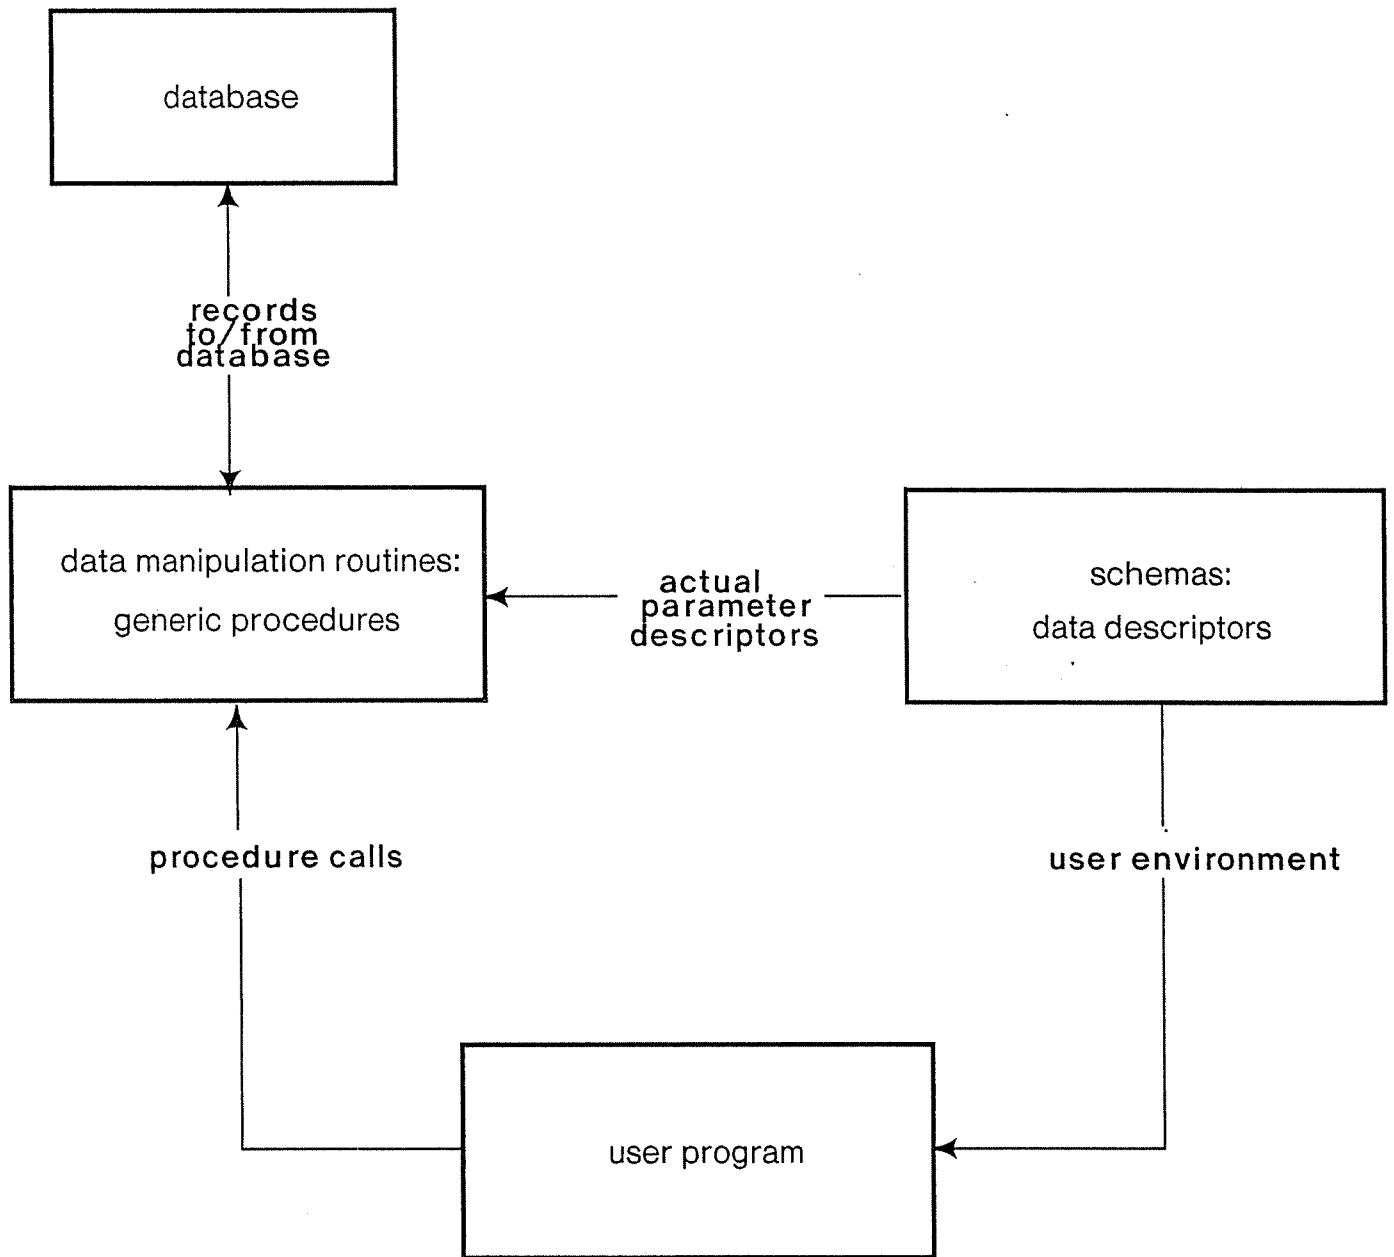 database
records
to/from
database
data manipulation routines:
generic procedures
actual
parameter
descriptors
schemas:
data descriptors
procedure calls
user environment
user program